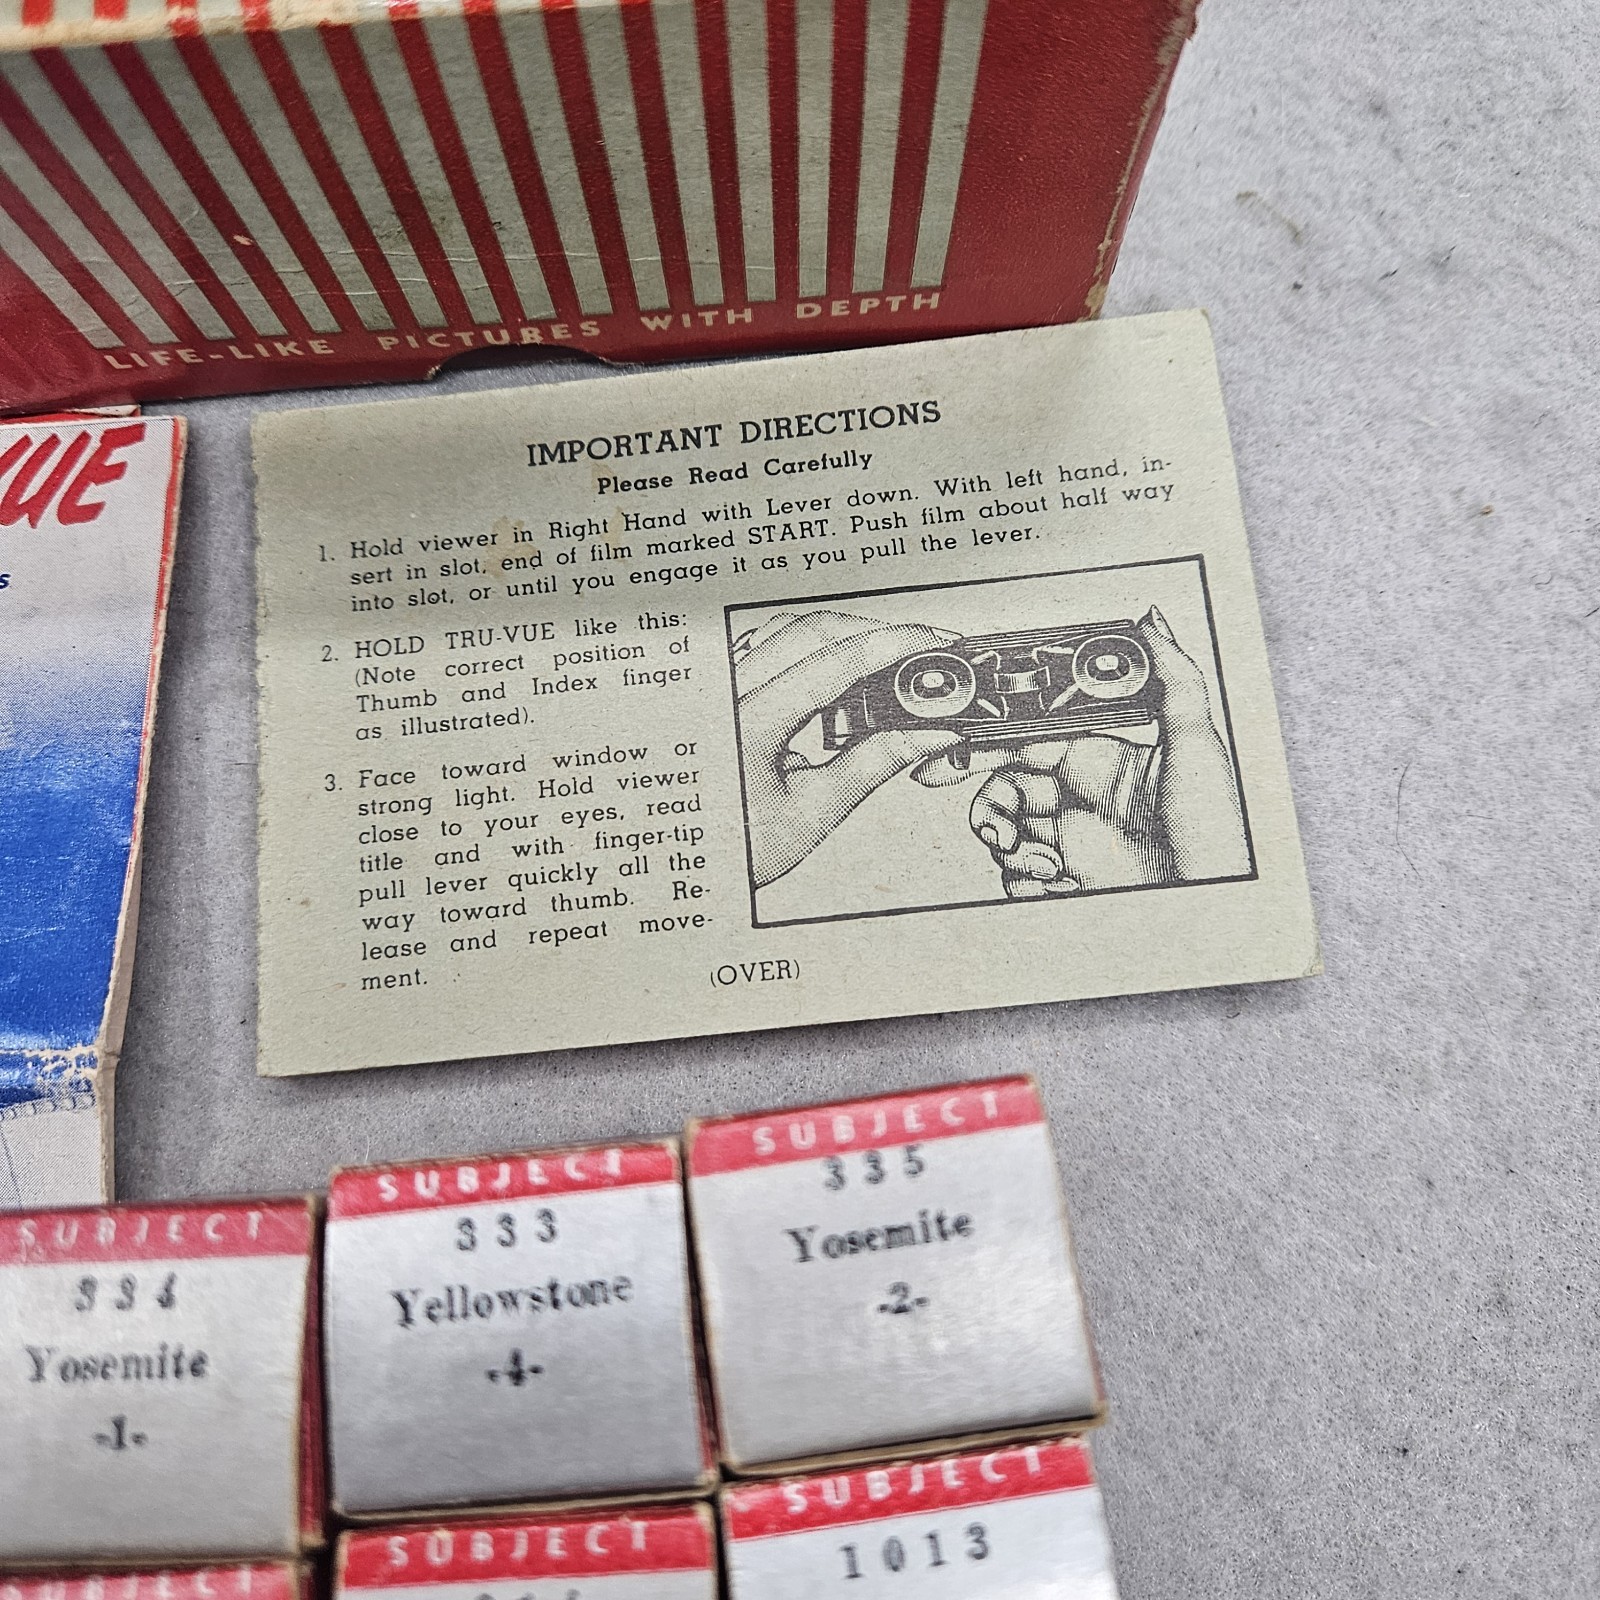 LIFE-LIKE PICTURES WITH DEPTH
IMPORTANT DIRECTIONS
Please Read Carefully
1. Hold viewer in Right Hand with Lever down. With left hand, in-
sert in slot, end of film marked START. Push film about half way
into slot, or until you engage it as you pull the lever.
2. HOLD TRU-VUE like this:
(Note correct position of
Thumb and Index finger
as illustrated).
3. Face toward window or
strong light. Hold viewer
close to your eyes, read
title and with finger-tip
pull lever quickly all the
way toward thumb. Re-
lease and repeat move-
ment.
(OVER)
SUBJECT
334
Yosemite
-1-
SUBJECT
333
Yellowstone
-4-
SUBJECT
335
Yosemite
-2-
SUBJECT
SUBJECT
SUBJECT
1013